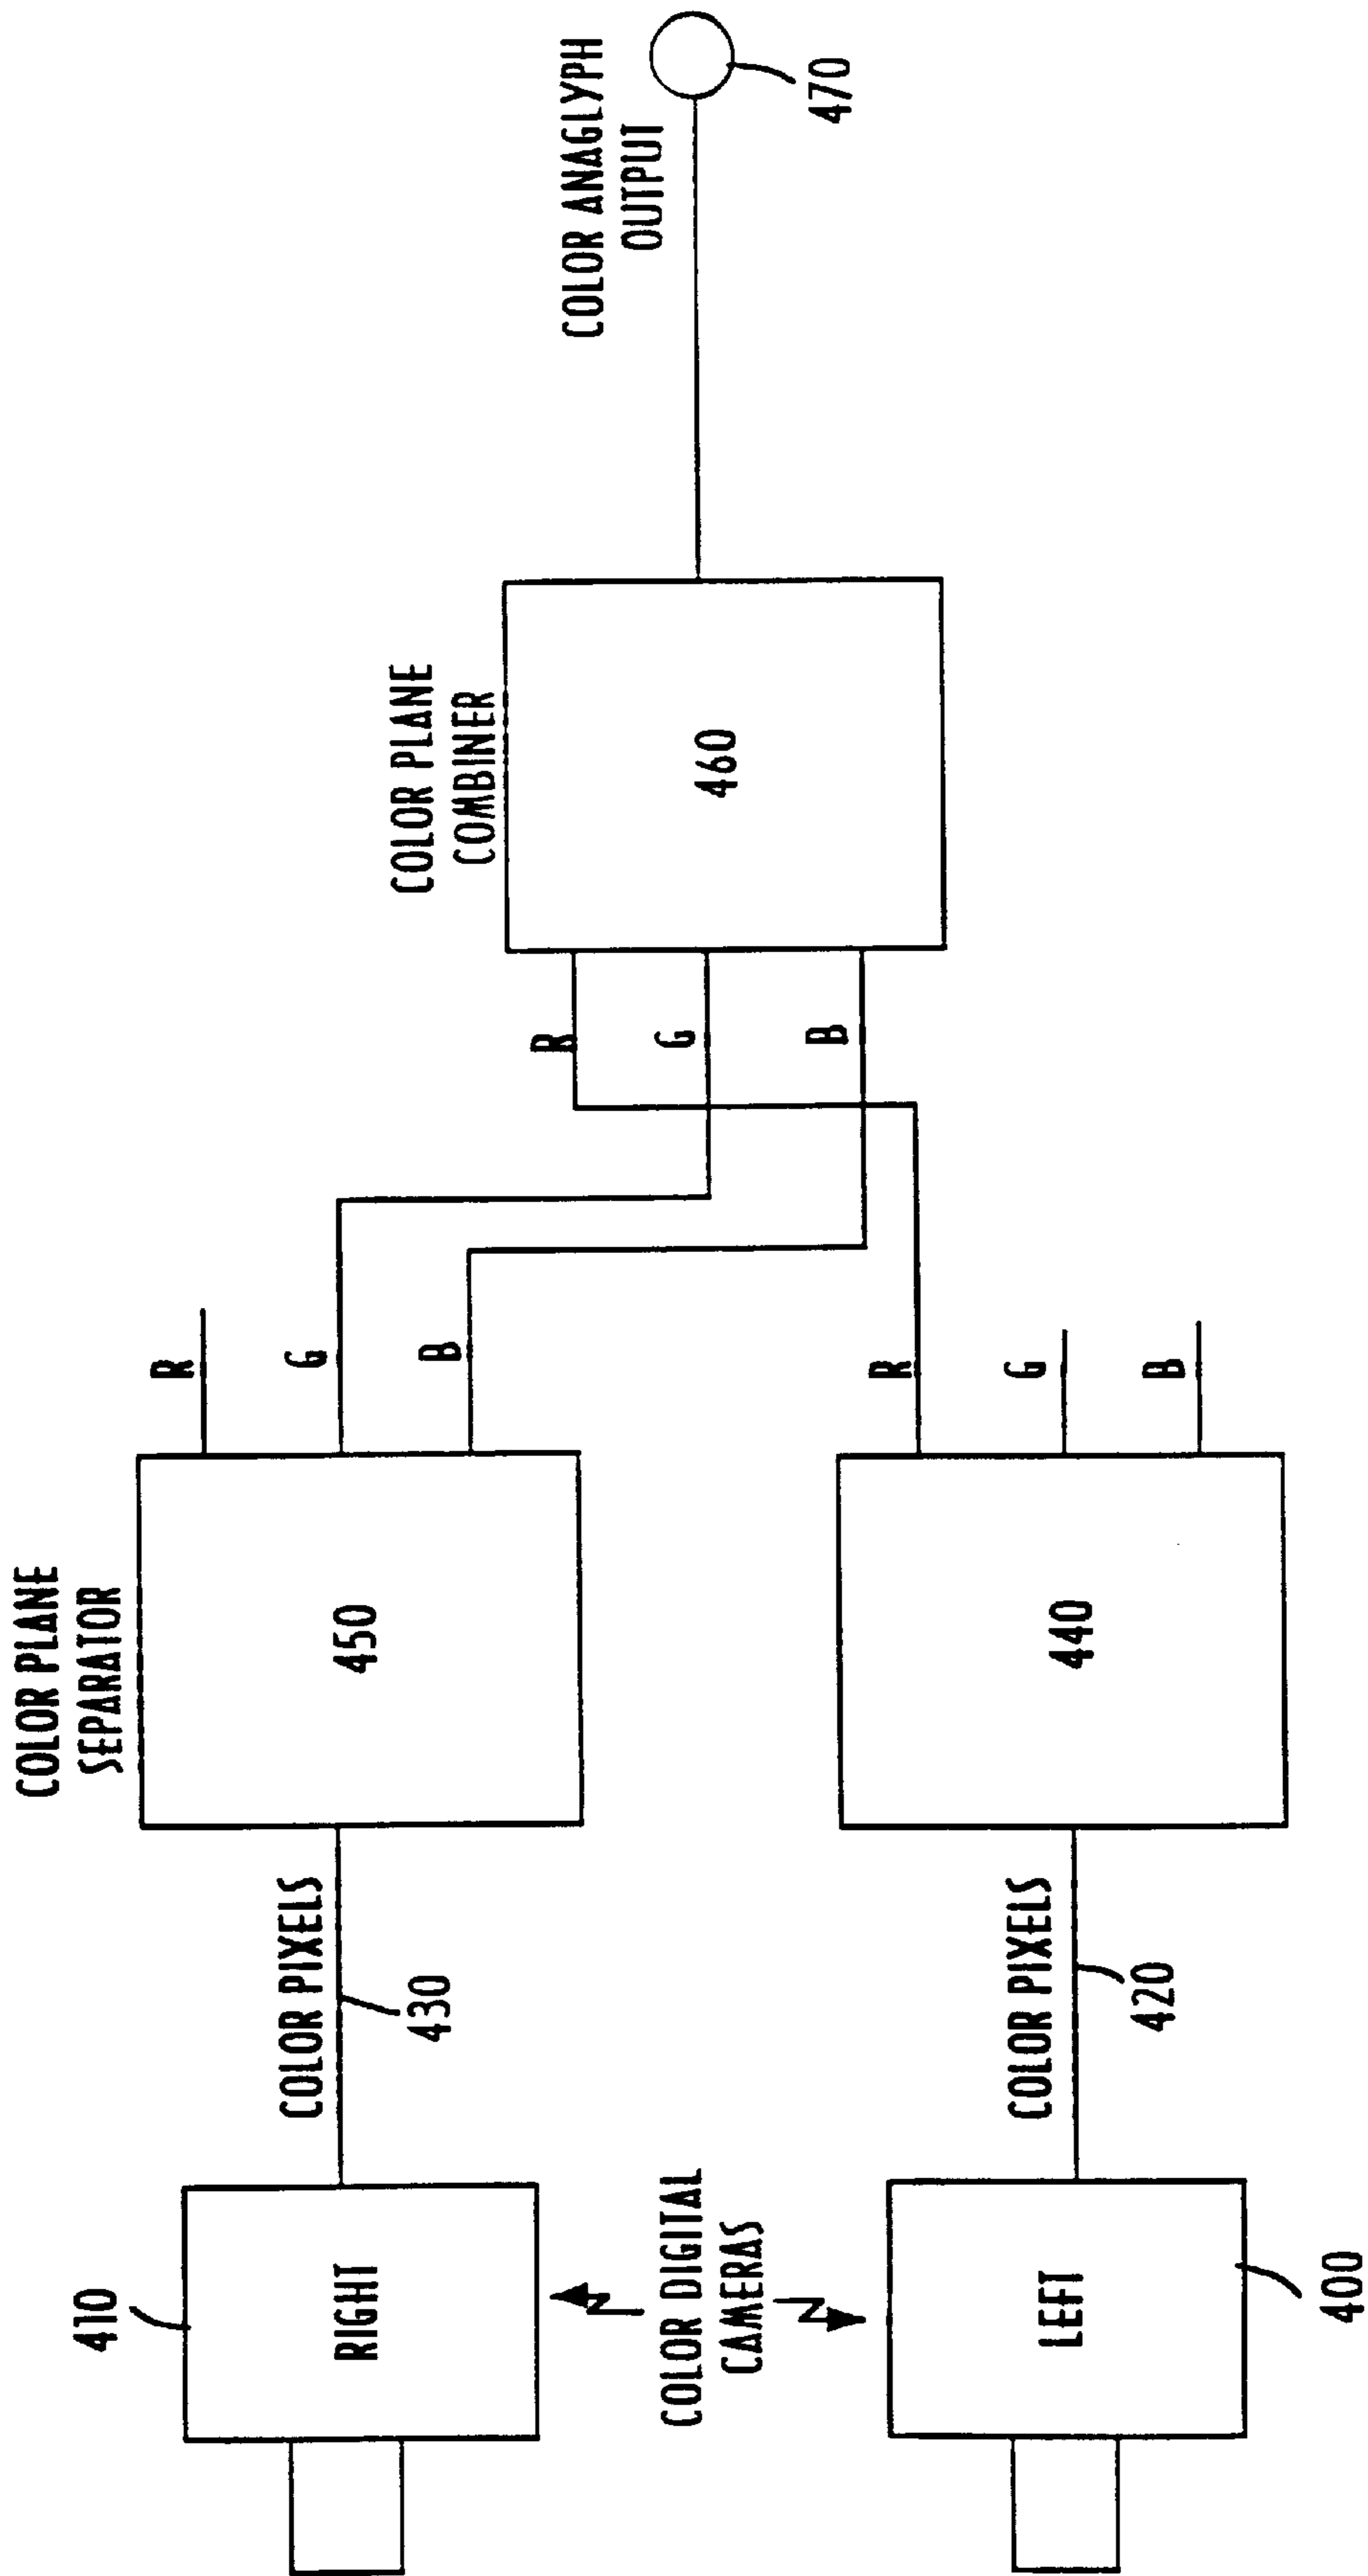 COLOR PLANE
SEPARATOR
410
RIGHT
COLOR PIXELS
430
450
R
G
B
COLOR DIGITAL
CAMERAS
LEFT
400
COLOR PIXELS
420
440
R
G
B
R
G
B
COLOR PLANE
COMBINER
460
COLOR ANAGLYPH
OUTPUT
470